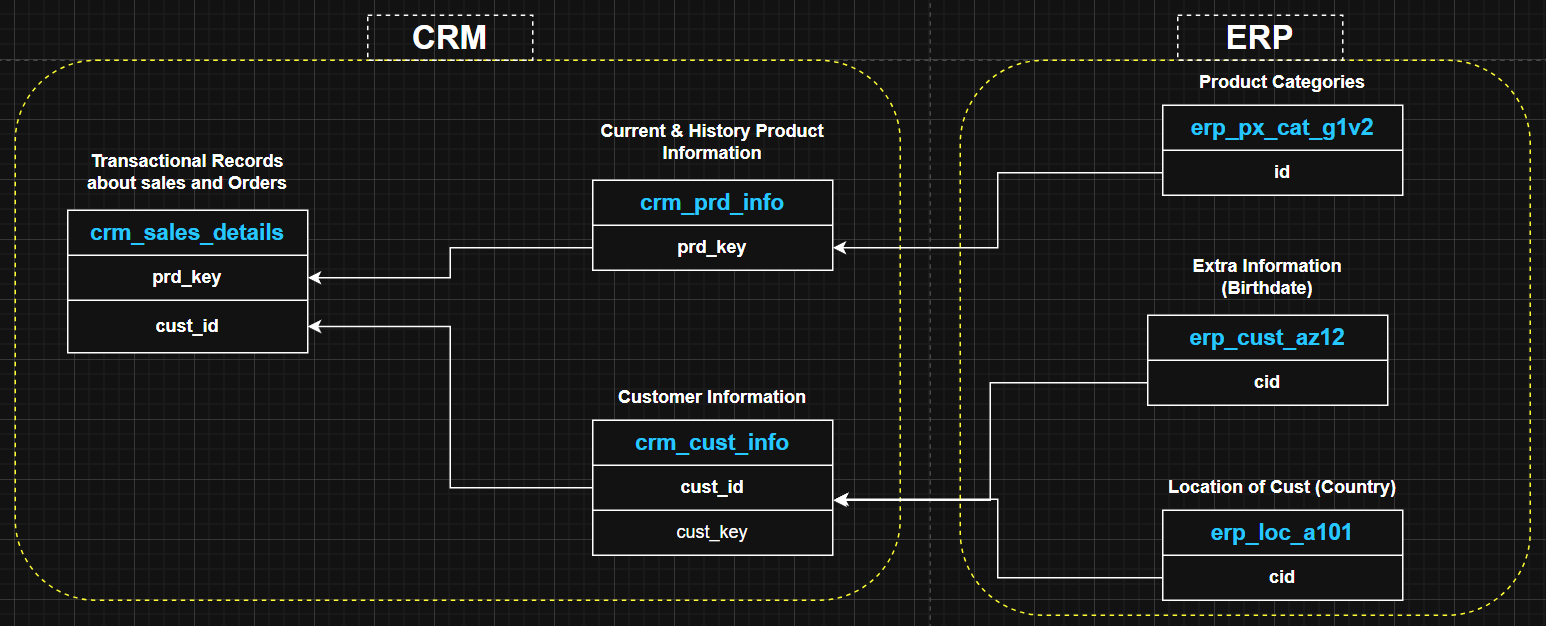 CRM
Transactional Records
about sales and Orders
crm_sales_details
prd_key
cust_id
Current & History Product
Information
crm_prd_info
prd_key
Customer Information
crm_cust_info
cust_id
cust_key
ERP
Product Categories
erp_px_cat_g1v2
id
Extra Information
(Birthdate)
erp_cust_az12
cid
Location of Cust (Country)
erp_loc_a101
cid